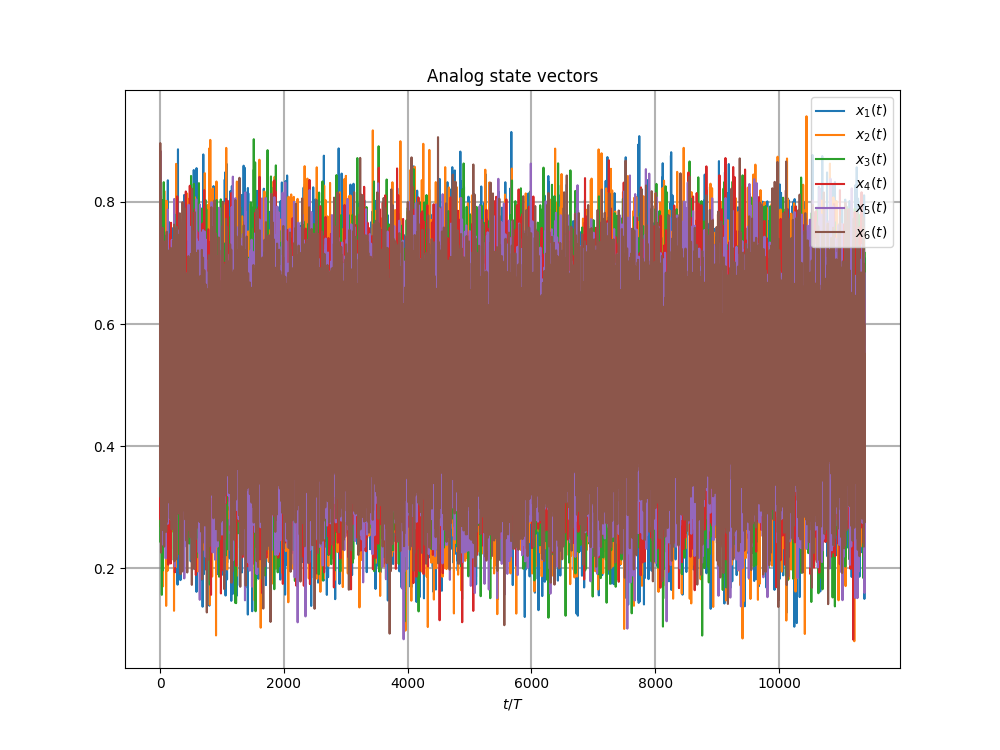 Analog state vectors
x₁(t)
x₂(t)
x₃(t)
x₄(t)
x₅(t)
x₆(t)
0.8
0.6
0.4
0.2
0 2000 4000 6000 8000 10000
t/T